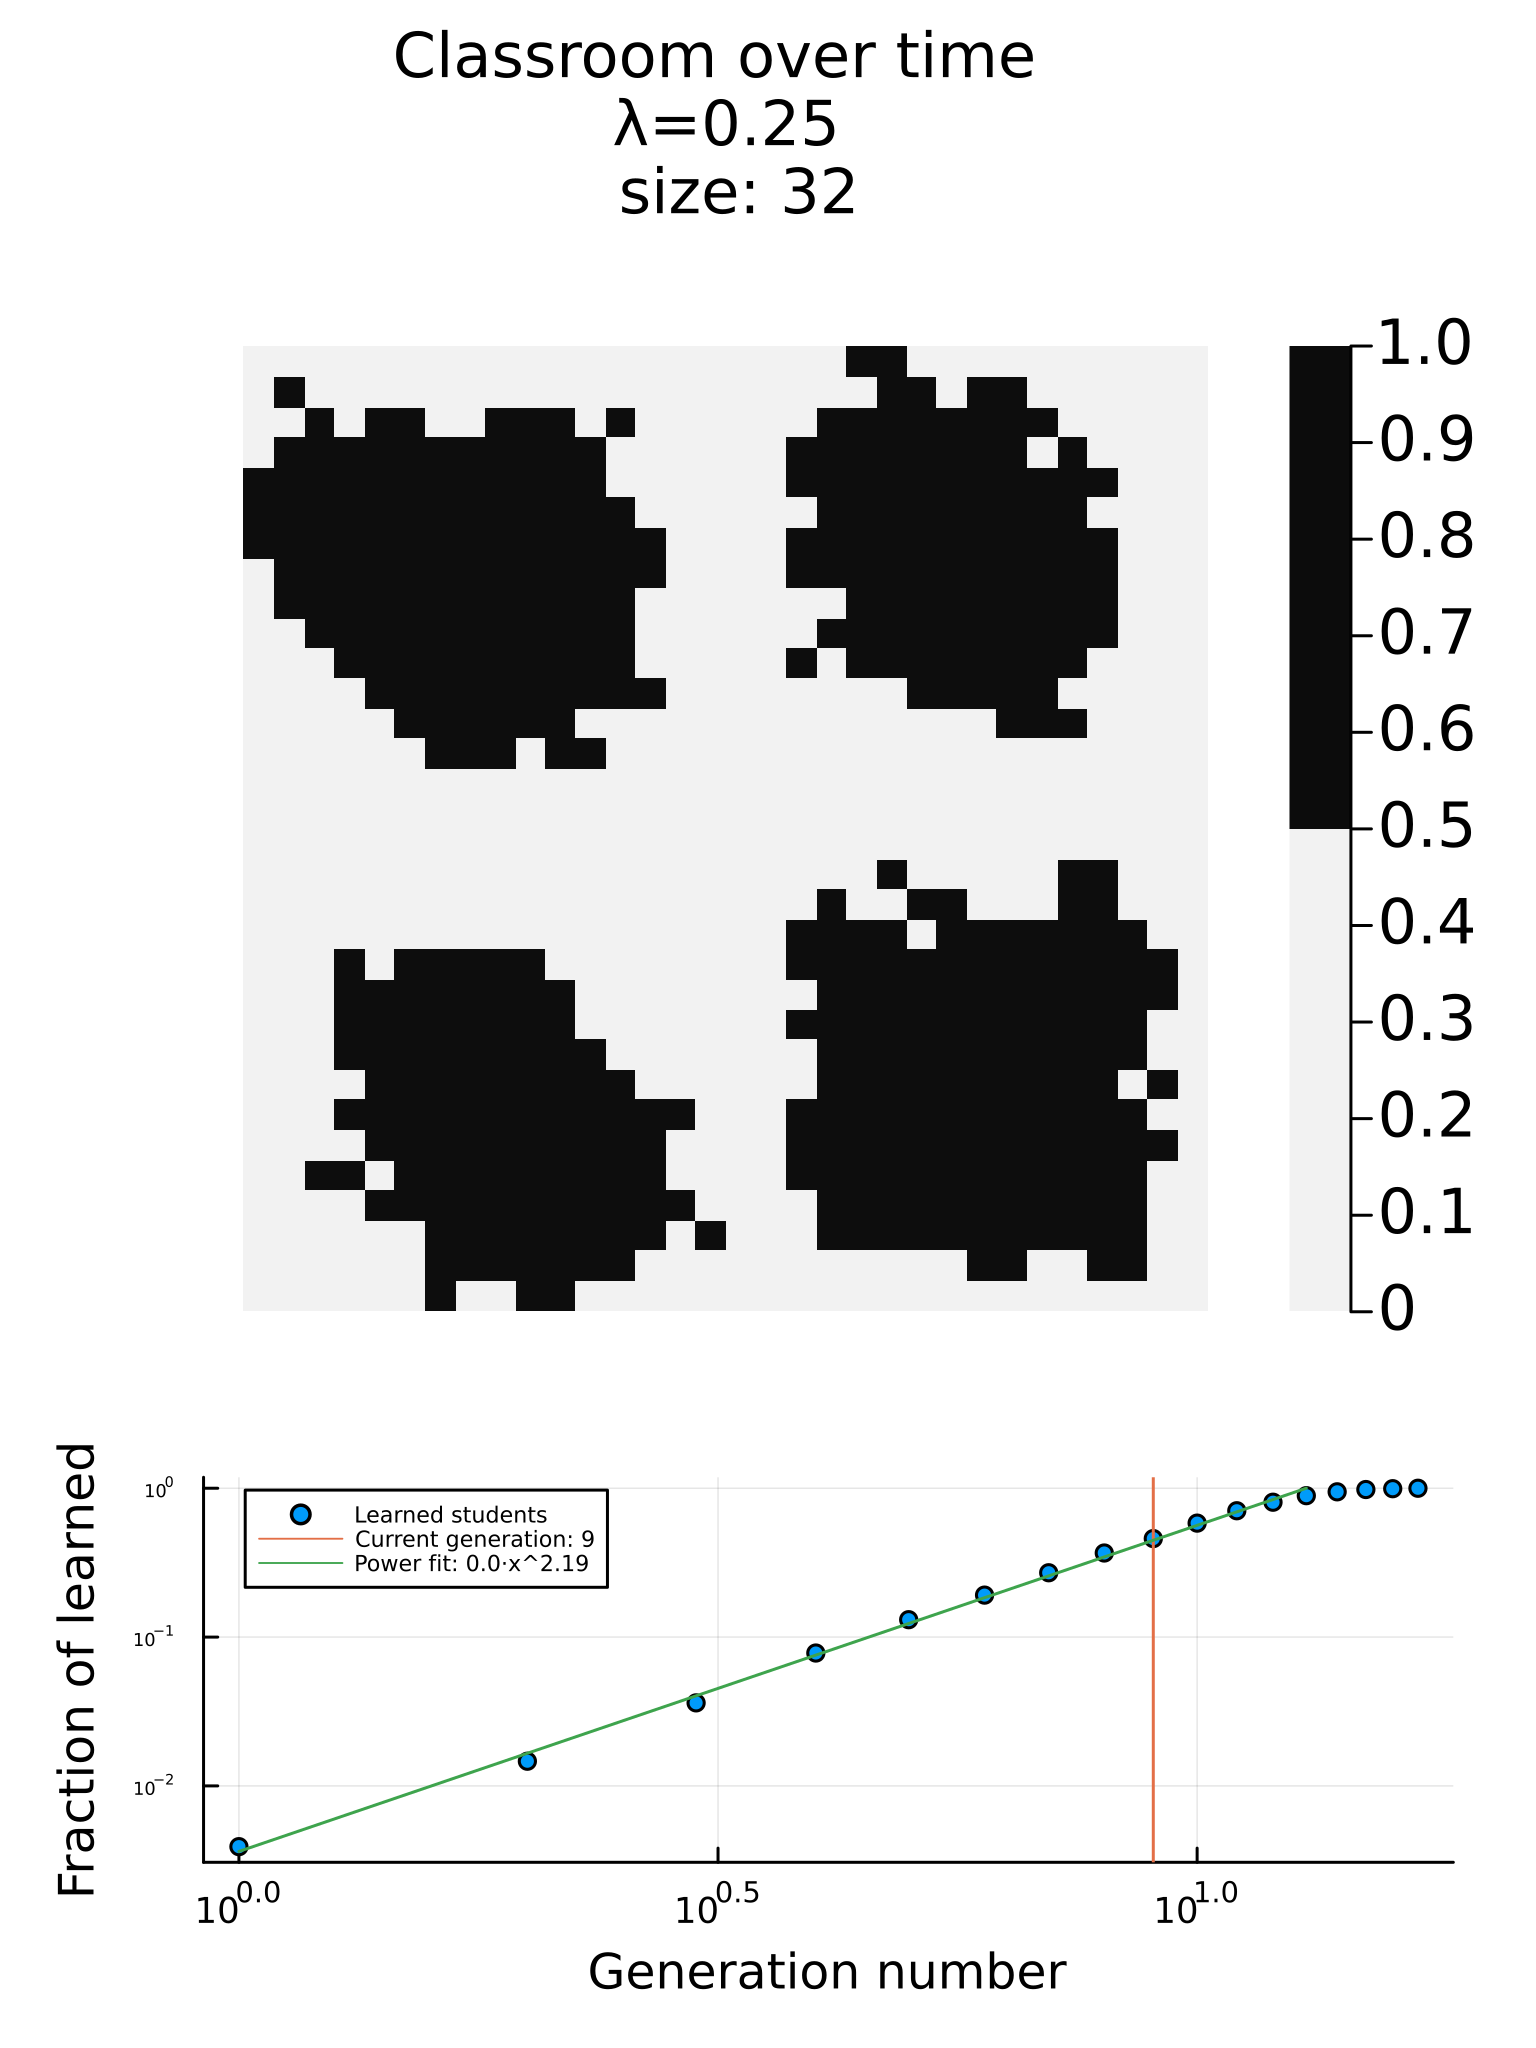 Classroom over time
λ=0.25
size: 32
1.0
0.9
0.8
0.7
0.6
0.5
0.4
0.3
0.2
0.1
0
Fraction of learned
10^0
10^-1
10^-2
Learned students
Current generation: 9
Power fit: 0.0·x^2.19
10^0.0 10^0.5 10^1.0
Generation number